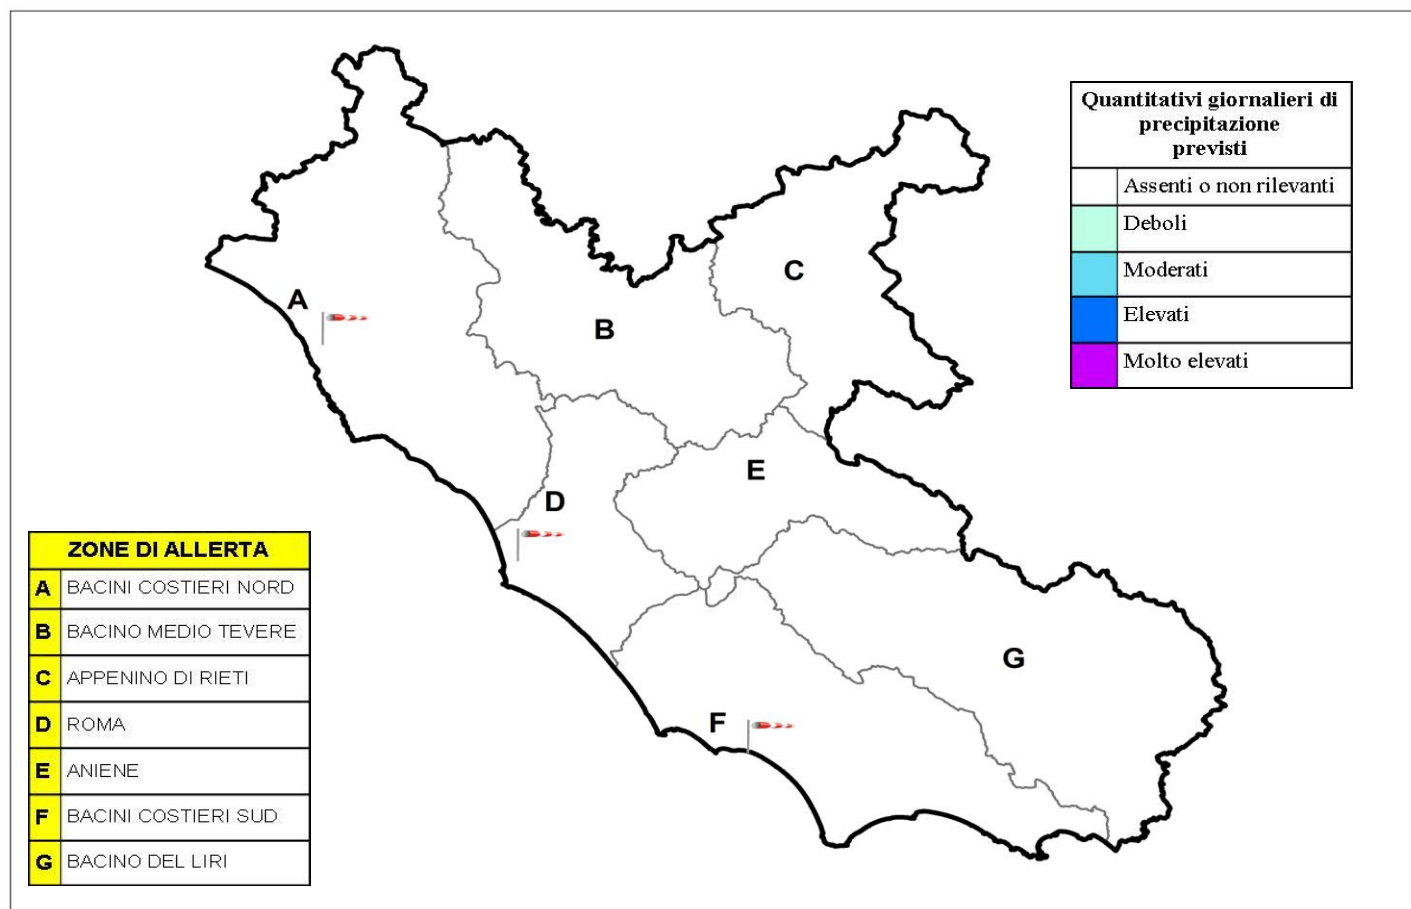 Quantitativi giornalieri di
precipitazione
previsti
Assenti o non rilevanti
Deboli
Moderati
Elevati
Molto elevati
A
B
C
D
E
F
G
ZONE DI ALLERTA
A BACINI COSTIERI NORD
B BACINO MEDIO TEVERE
C APPENINO DI RIETI
D ROMA
E ANIENE
F BACINI COSTIERI SUD
G BACINO DEL LIRI